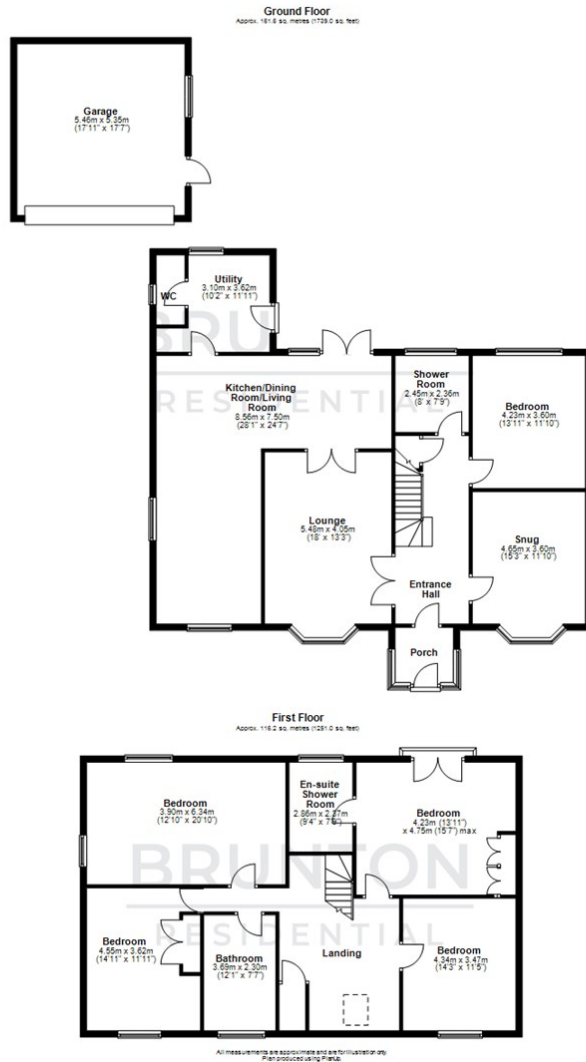 Ground Floor
Approx. 161.6 sq. metres (1739.0 sq. feet)
Garage
5.46m x 5.35m
(17'11" x 17'7")
Utility
3.10m x 3.62m
(10'2" x 11'11")
WC
BRUN
RESIDENTIAL
Kitchen/Dining
Room/Living
Room
8.56m x 7.50m
(28'1" x 24'7")
Shower
Room
2.45m x 2.36m
(8' x 7'9")
Bedroom
4.23m x 3.60m
(13'11" x 11'10")
Lounge
5.48m x 4.05m
(18' x 13'3")
Snug
4.65m x 3.60m
(15'3" x 11'10")
Entrance
Hall
Porch
First Floor
Approx. 116.2 sq. metres (1251.0 sq. feet)
Bedroom
3.90m x 6.34m
(12'10" x 20'10")
En-suite
Shower
Room
2.86m x 2.37m
(9'4" x 7'9")
Bedroom
4.23m (13'11")
x 4.75m (15'7") max
BRUNTON
RESIDENTIAL
Bedroom
4.55m x 3.62m
(14'11" x 11'11")
Bathroom
3.69m x 2.30m
(12'1" x 7'7")
Landing
Bedroom
4.34m x 3.47m
(14'3" x 11'5")
All measurements are approximate and are for illustration only.
Plan produced using PlanUp.